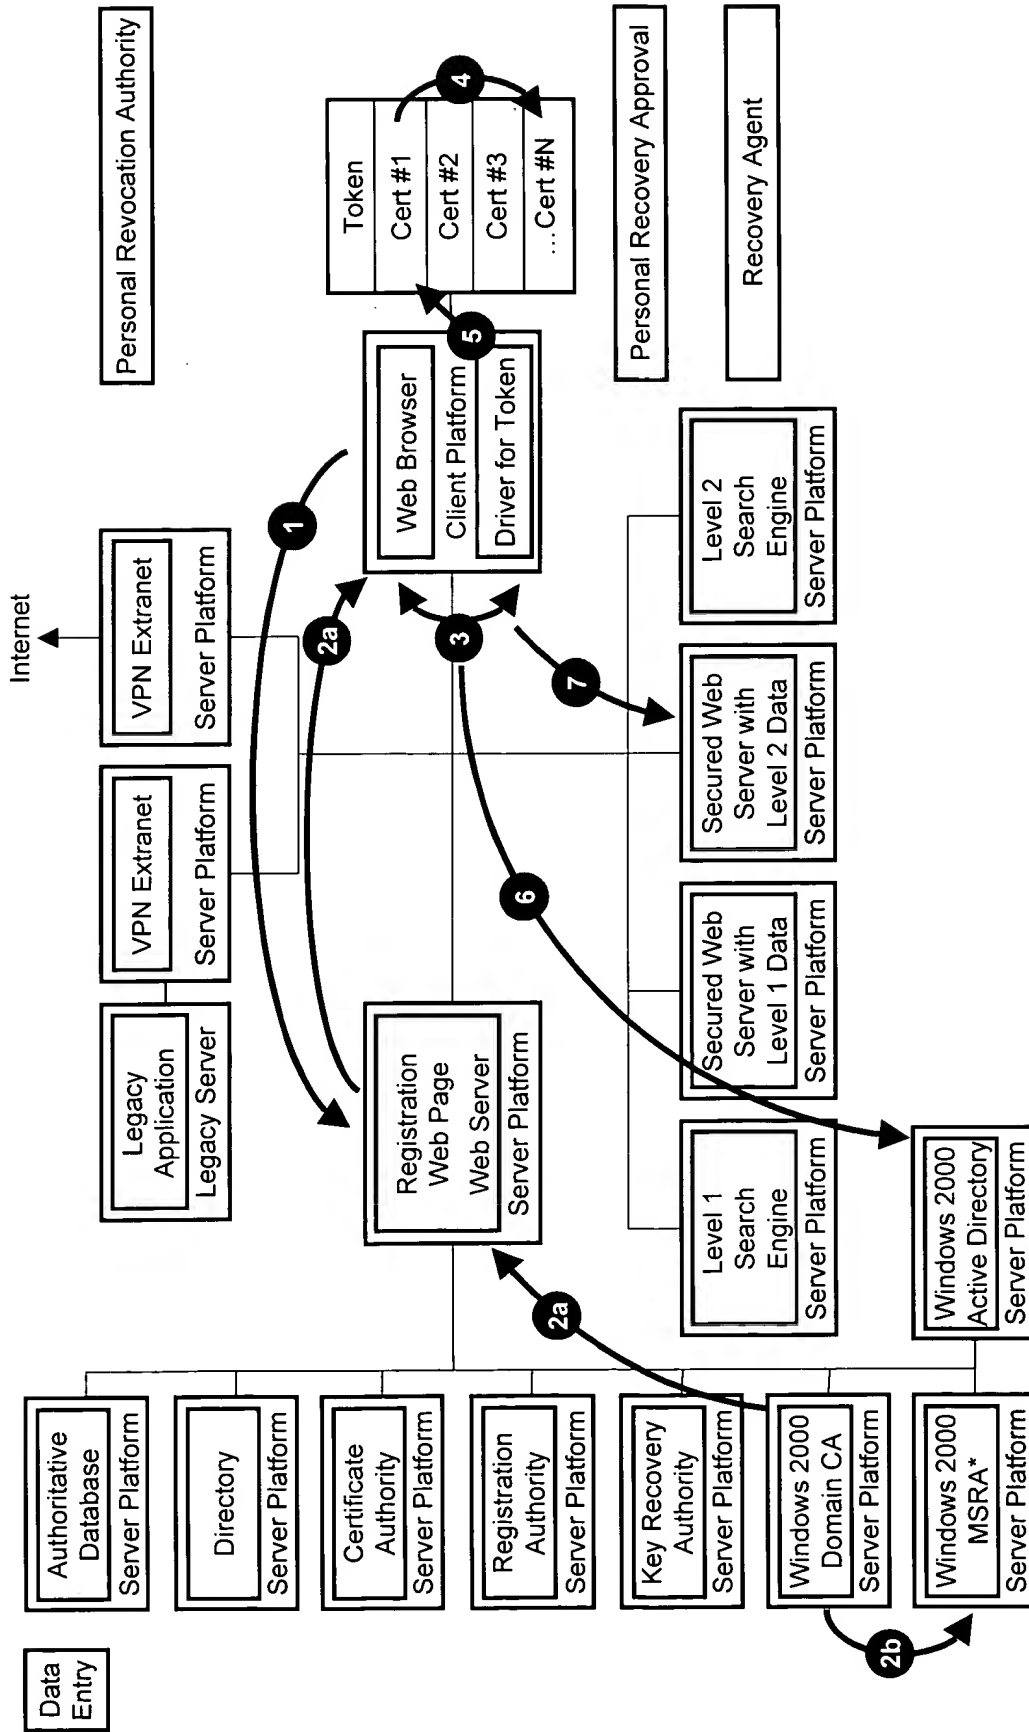 Data
Entry
Authoritative
Database
Server Platform
Directory
Server Platform
Certificate
Authority
Server Platform
Registration
Authority
Server Platform
Key Recovery
Authority
Server Platform
Windows 2000
Domain CA
Server Platform
Windows 2000
MSRA*
Server Platform
2b
2a
Windows 2000
Active Directory
Server Platform
Legacy
Application
Legacy Server
VPN Extranet
Server Platform
VPN Extranet
Server Platform
Internet
Registration
Web Page
Web Server
Server Platform
1
2a
3
6
7
Level 1
Search
Engine
Server Platform
Secured Web
Server with
Level 1 Data
Server Platform
Secured Web
Server with
Level 2 Data
Server Platform
Level 2
Search
Engine
Server Platform
Web Browser
Client Platform
Driver for Token
5
4
Token
Cert #1
Cert #2
Cert #3
...Cert #N
Personal Revocation Authority
Personal Recovery Approval
Recovery Agent